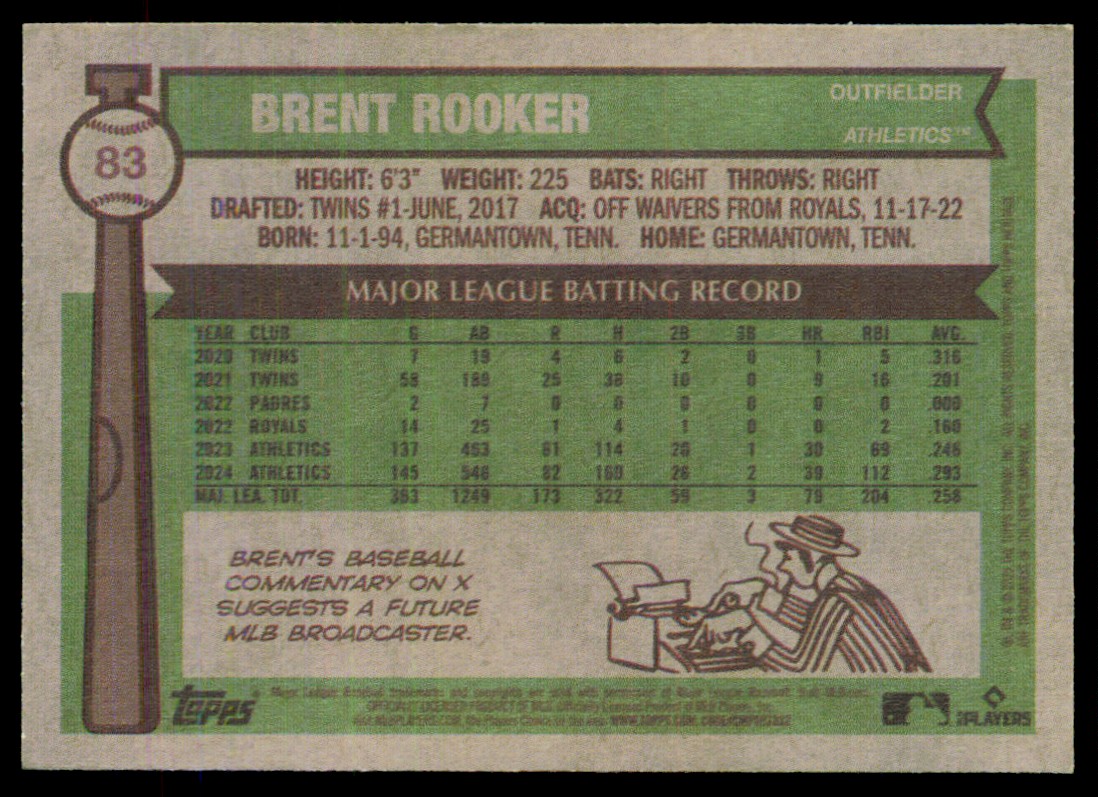 83
BRENT ROOKER
OUTFIELDER
ATHLETICS™
HEIGHT: 6'3" WEIGHT: 225 BATS: RIGHT THROWS: RIGHT
DRAFTED: TWINS #1-JUNE, 2017 ACQ: OFF WAIVERS FROM ROYALS, 11-17-22
BORN: 11-1-94, GERMANTOWN, TENN. HOME: GERMANTOWN, TENN.
MAJOR LEAGUE BATTING RECORD
YEAR CLUB G AB R H 2B SB HR RBI AVG.
2020 TWINS 7 19 4 6 2 0 1 5 .316
2021 TWINS 58 189 25 38 10 0 9 16 .201
2022 PADRES 2 7 0 0 0 0 0 0 .000
2022 ROYALS 14 25 1 4 1 0 0 2 .160
2023 ATHLETICS 137 463 61 114 20 1 30 69 .246
2024 ATHLETICS 145 546 82 160 26 2 39 112 .293
MAJ. LEA. TOT. 363 1249 173 322 59 3 79 204 .258
BRENT'S BASEBALL
COMMENTARY ON X
SUGGESTS A FUTURE
MLB BROADCASTER.
topps
PLAYERS